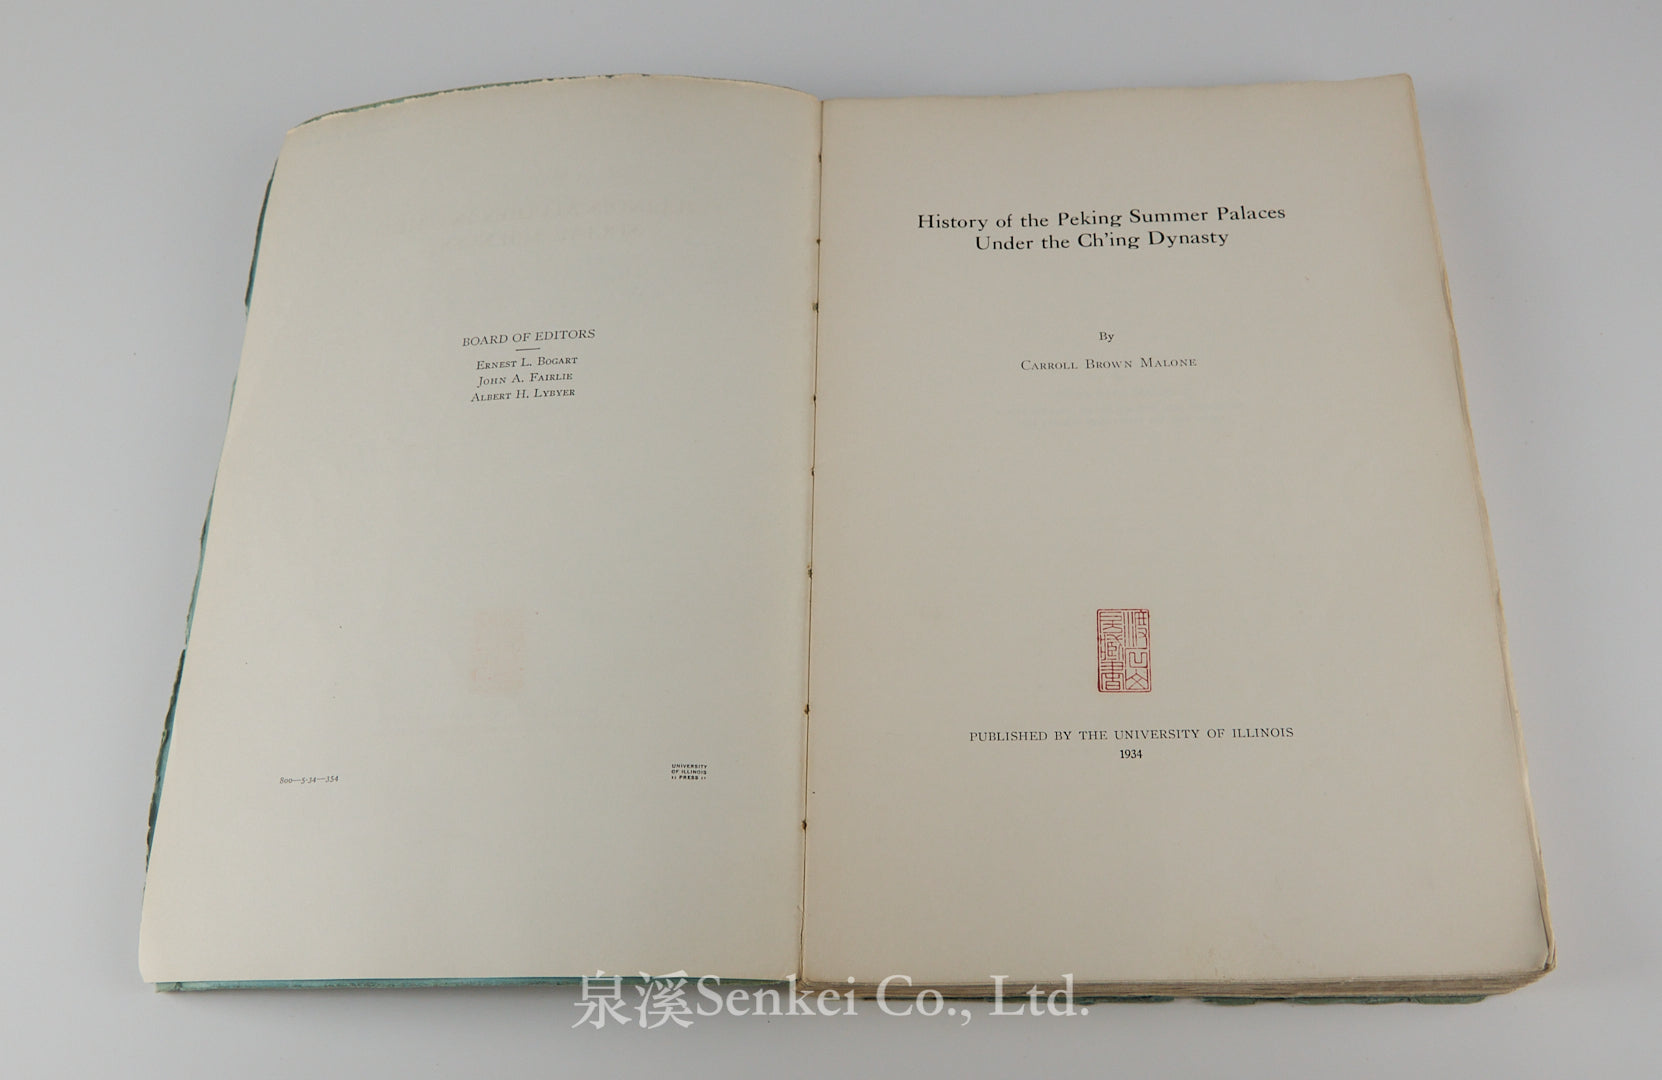 BOARD OF EDITORS
ERNEST L. BOGART
JOHN A. FAIRLIE
ALBERT H. LYBYER
800—5-34—354
UNIVERSITY
OF ILLINOIS
:: PRESS ::
History of the Peking Summer Palaces
Under the Ch'ing Dynasty
By
CARROLL BROWN MALONE
PUBLISHED BY THE UNIVERSITY OF ILLINOIS
1934
泉溪Senkei Co., Ltd.